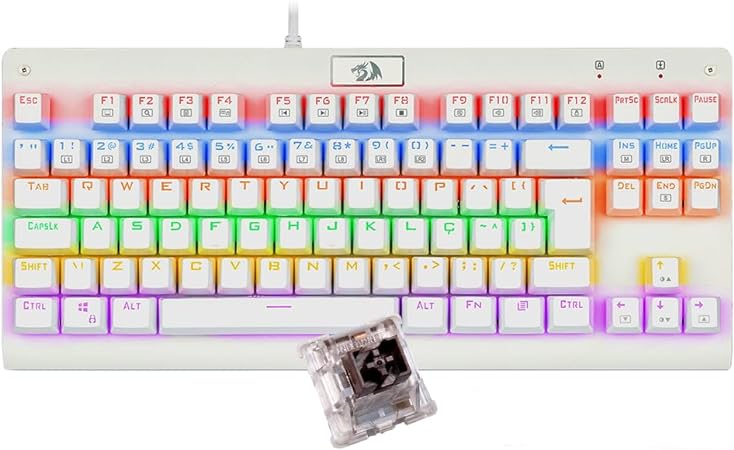 Esc F1 F2 F3 F4 F5 F6 F7 F8 F9 F10 F11 F12 PrtSc ScrLk Pause
' " 1! 2@ 3# 4$ 5% 6¨ 7& 8* 9( 0) - _ = + Ins Home PgUp
Tab Q W E R T Y U I O P ` ^ [ { Del End PgDn
CapsLk A S D F G H J K L Ç ~ ^ ] }
Shift \ | Z X C V B N M , < . > ; : / ? Shift
Ctrl Alt Alt Fn Ctrl